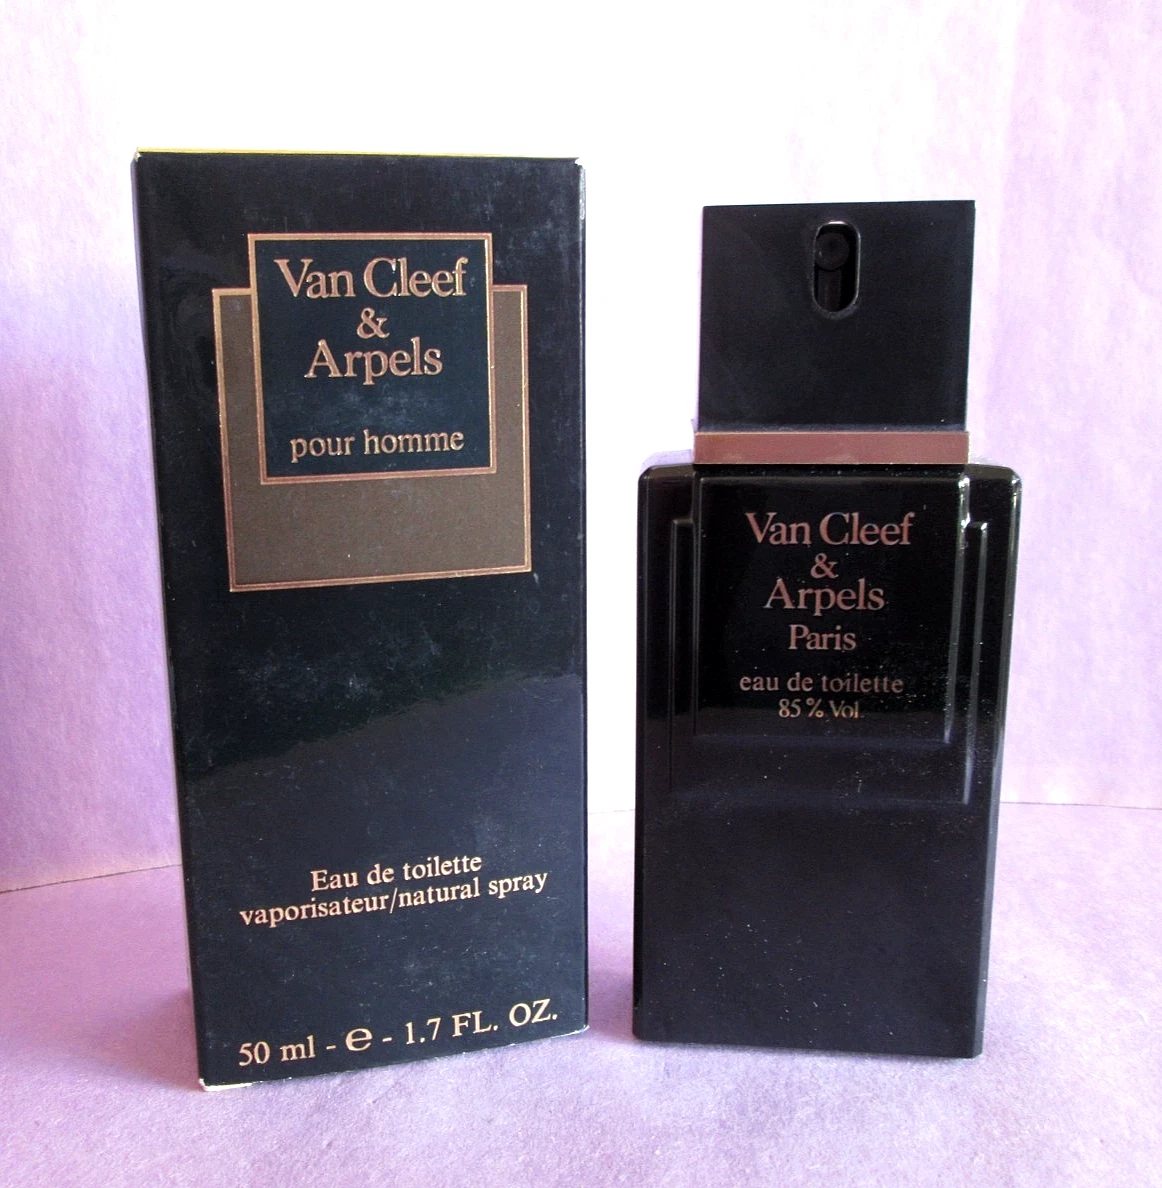 Van Cleef
&
Arpels
pour homme
Eau de toilette
vaporisateur/natural spray
50 ml - e - 1.7 FL. OZ.
Van Cleef
&
Arpels
Paris
eau de toilette
85% Vol